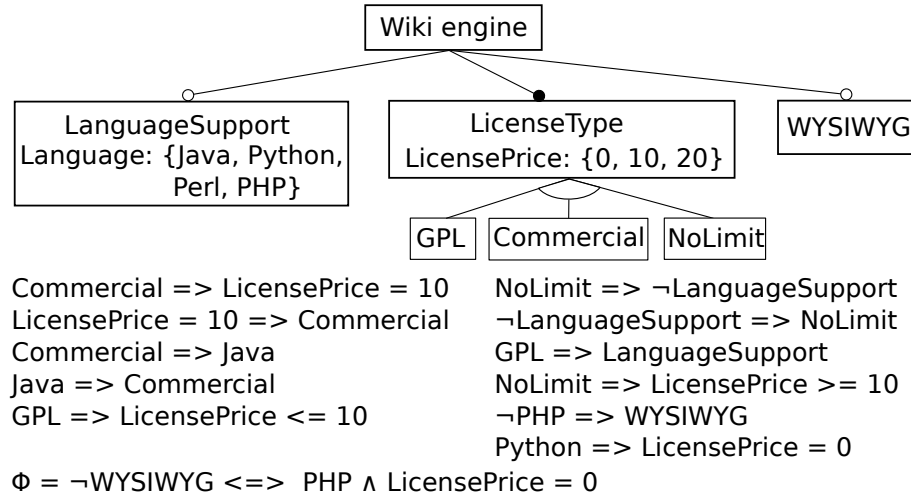 Wiki engine
LanguageSupport
Language: {Java, Python,
Perl, PHP}
LicenseType
LicensePrice: {0, 10, 20}
WYSIWYG
GPL
Commercial
NoLimit
Commercial => LicensePrice = 10
LicensePrice = 10 => Commercial
Commercial => Java
Java => Commercial
GPL => LicensePrice <= 10
NoLimit => ¬LanguageSupport
¬LanguageSupport => NoLimit
GPL => LanguageSupport
NoLimit => LicensePrice >= 10
¬PHP => WYSIWYG
Python => LicensePrice = 0
Φ = ¬WYSIWYG <=> PHP ∧ LicensePrice = 0